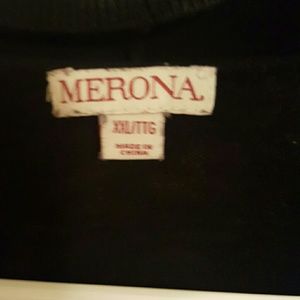 MERONA.
XXL/TTG
MADE IN
CHINA